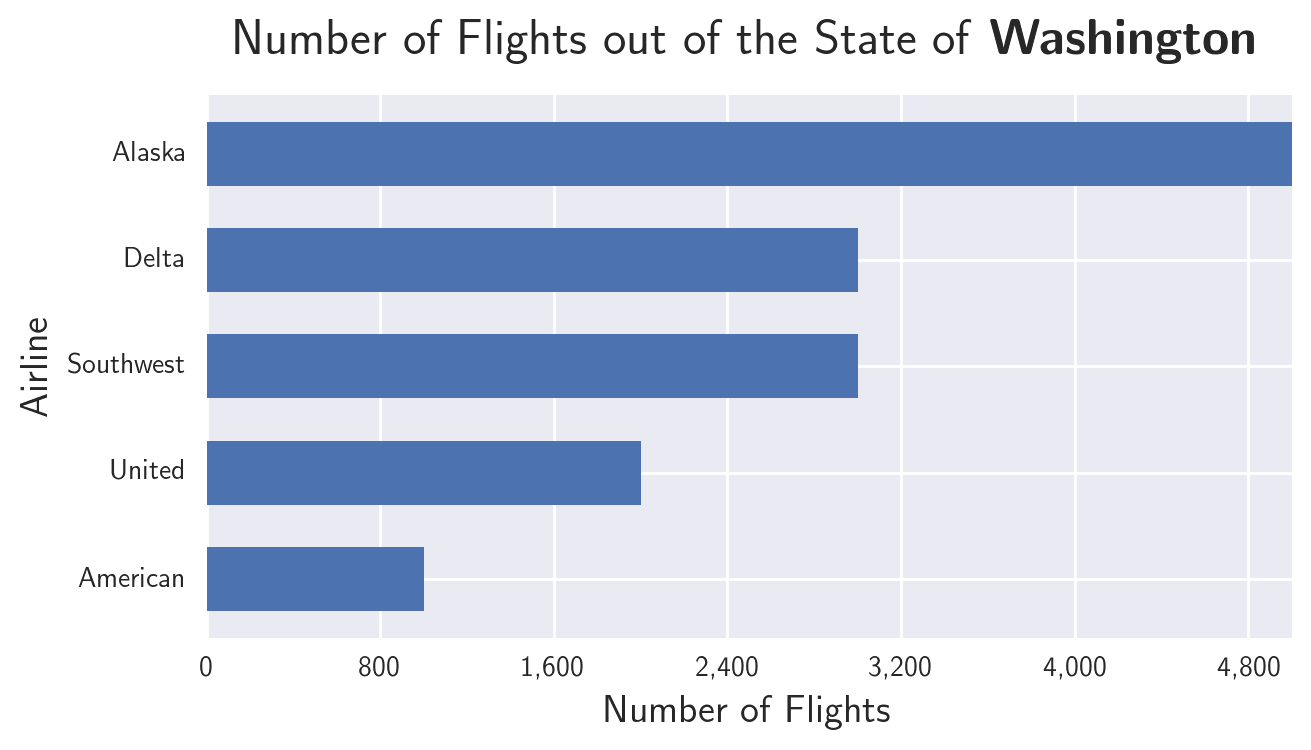 Number of Flights out of the State of Washington
Alaska
Delta
Southwest
United
American
Airline
0 800 1,600 2,400 3,200 4,000 4,800
Number of Flights